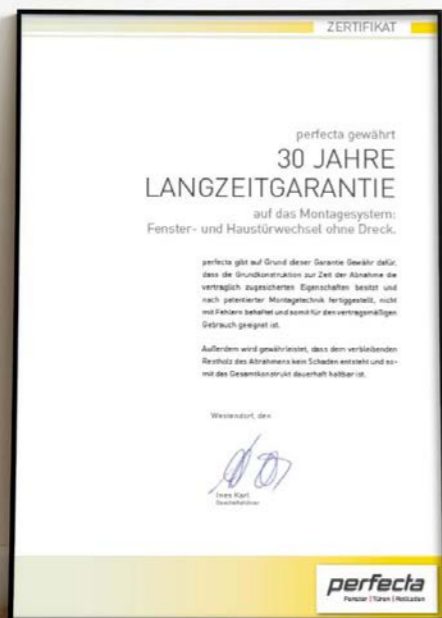 ZERTIFIKAT
perfecta gewährt
30 JAHRE
LANGZEITGARANTIE
auf das Montagesystem:
Fenster- und Haustürwechsel ohne Dreck.
perfecta gibt auf Grund dieser Garantie Gewähr dafür,
dass die Grundkonstruktion zur Zeit der Abnahme die
vertraglich zugesicherten Eigenschaften besitzt und
nach patentierter Montagetechnik fertiggestellt, nicht
mit Fehlern behaftet und somit für den vertragsmäßigen
Gebrauch geeignet ist.
Außerdem wird gewährleistet, dass dem verbleibenden
Restholz des Altrahmens kein Schaden entsteht und so-
mit das Gesamtkonstrukt dauerhaft haltbar ist.
Westendorf, den
Ines Karl
Geschäftsführer
perfecta
Fenster | Türen | Rollladen